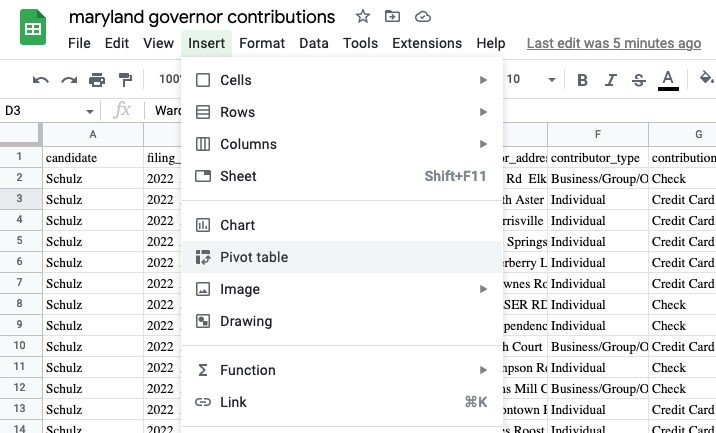 maryland governor contributions
File Edit View Insert Format Data Tools Extensions Help Last edit was 5 minutes ago
100% 10 B I S A
D3 fx Ward
Cells
Rows
Columns
Sheet Shift+F11
Chart
Pivot table
Image
Drawing
Function
Link ⌘K
A F G
1 candidate filing_ or_addres contributor_type contribution
2 Schulz 2022 Rd Elk Business/Group/O Check
3 Schulz 2022 th Aster Individual Credit Card
4 Schulz 2022 rrisville Individual Credit Card
5 Schulz 2022 Springs Individual Credit Card
6 Schulz 2022 rberry L Individual Credit Card
7 Schulz 2022 wnes Ro Individual Credit Card
8 Schulz 2022 SER RD Individual Check
9 Schulz 2022 pendenc Individual Check
10 Schulz 2022 h Court Business/Group/O Credit Card
11 Schulz 2022 npson Ro Individual Check
12 Schulz 2022 ns Mill C Business/Group/O Check
13 Schulz 2022 ontown F Individual Credit Card
14 Schulz 2022 es Roost Individual Credit Card